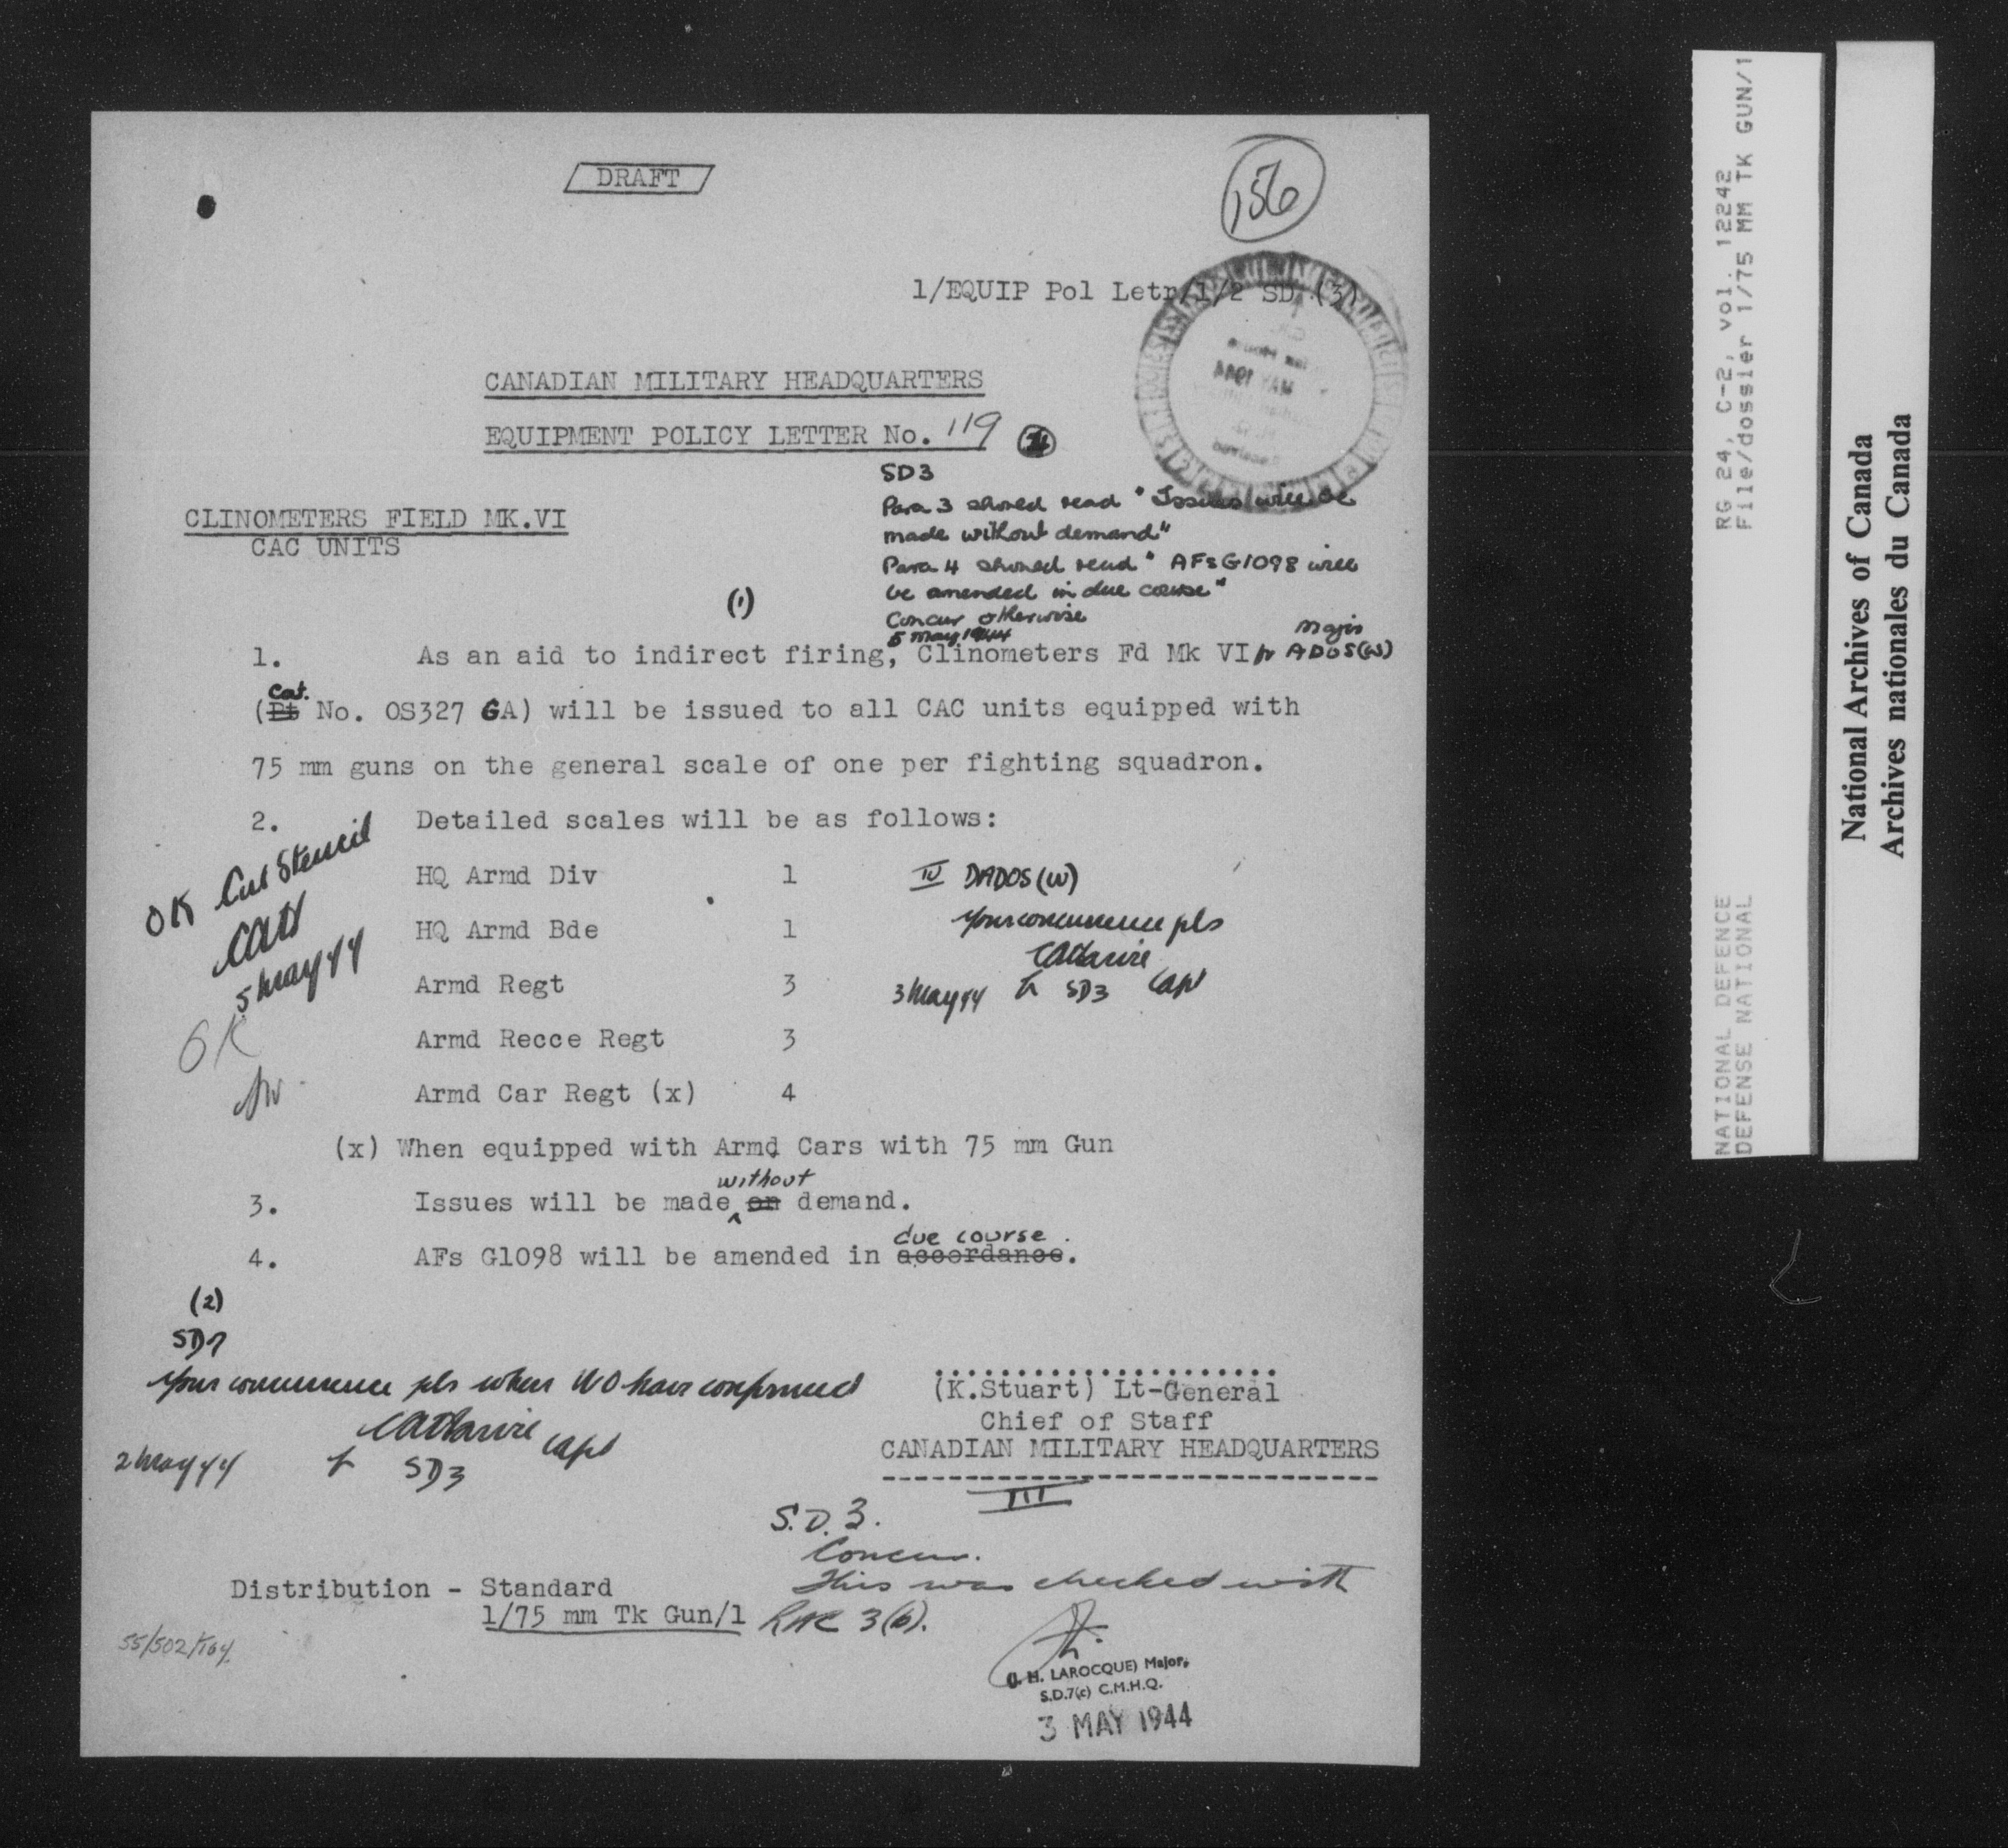 DRAFT
156
1/EQUIP Pol Letr/1/2 SD (3)
CANADIAN MILITARY HEADQUARTERS
EQUIPMENT POLICY LETTER No. 119
MAY 1944
SD3
Para 3 should read "Issues will be
made without demand"
Para 4 should read "AFsG1098 will
be amended in due course"
Concur otherwise
5 May 1944
Major
fr ADOS(W)
CLINOMETERS FIELD MK.VI
CAC UNITS
(1)
1. As an aid to indirect firing, Clinometers Fd Mk VI
Cat.
(Pt No. OS327 GA) will be issued to all CAC units equipped with
75 mm guns on the general scale of one per fighting squadron.
2. Detailed scales will be as follows:
HQ Armd Div 1
HQ Armd Bde 1
Armd Regt 3
Armd Recce Regt 3
Armd Car Regt (x) 4
OK Cut Stencil
5 May 44
OK
IV DADOS(W)
your concurrence pls
Capt
3 May 44 fr SD3
(x) When equipped with Armd Cars with 75 mm Gun
without
3. Issues will be made on demand.
due course
4. AFs G1098 will be amended in accordance.
(2)
SD7
your concurrence pls when WO have confirmed
Capt
2 May 44 fr SD3
(K.Stuart) Lt-General
Chief of Staff
CANADIAN MILITARY HEADQUARTERS
III
S.D.3.
Concur.
This was checked with
RAC 3(b).
Distribution - Standard
1/75 mm Tk Gun/1
H. LAROCQUE) Major,
S.D.7(c) C.M.H.Q.
3 MAY 1944
RG 24, C-2, vol. 12242
File/dossier 1/75 MM TK GUN/1
NATIONAL DEFENCE
DEFENSE NATIONAL
National Archives of Canada
Archives nationales du Canada